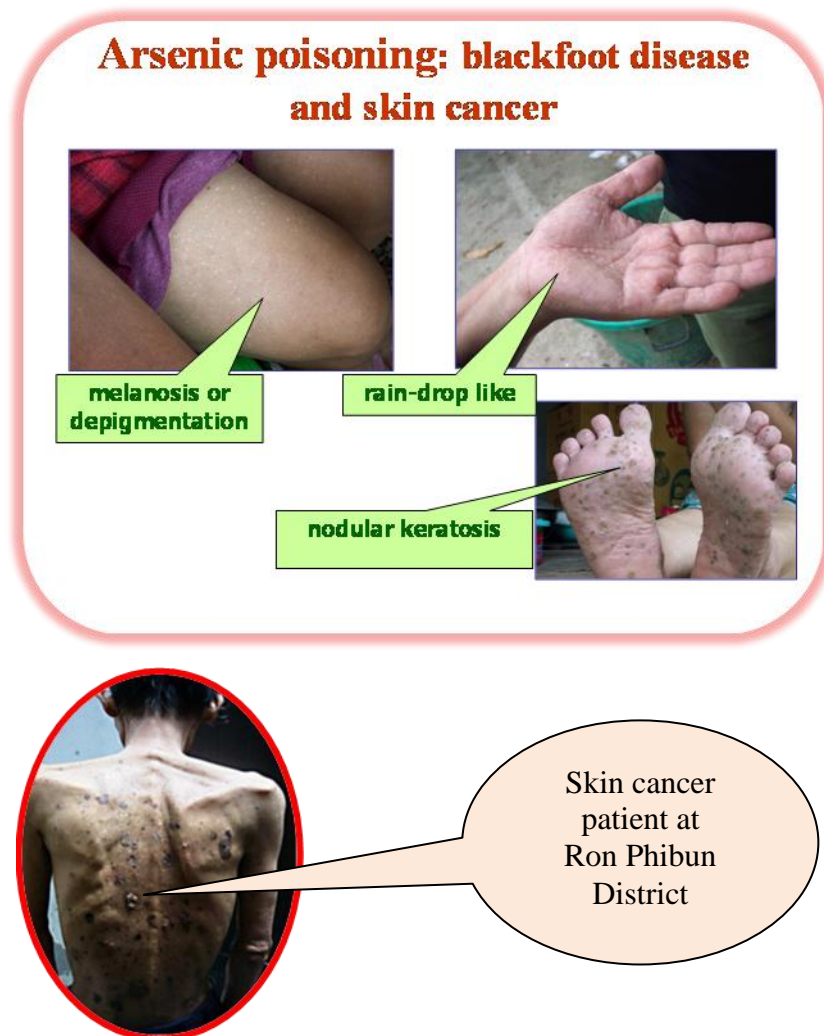 Arsenic poisoning: blackfoot disease
and skin cancer
melanosis or
depigmentation
rain-drop like
nodular keratosis
Skin cancer
patient at
Ron Phibun
District